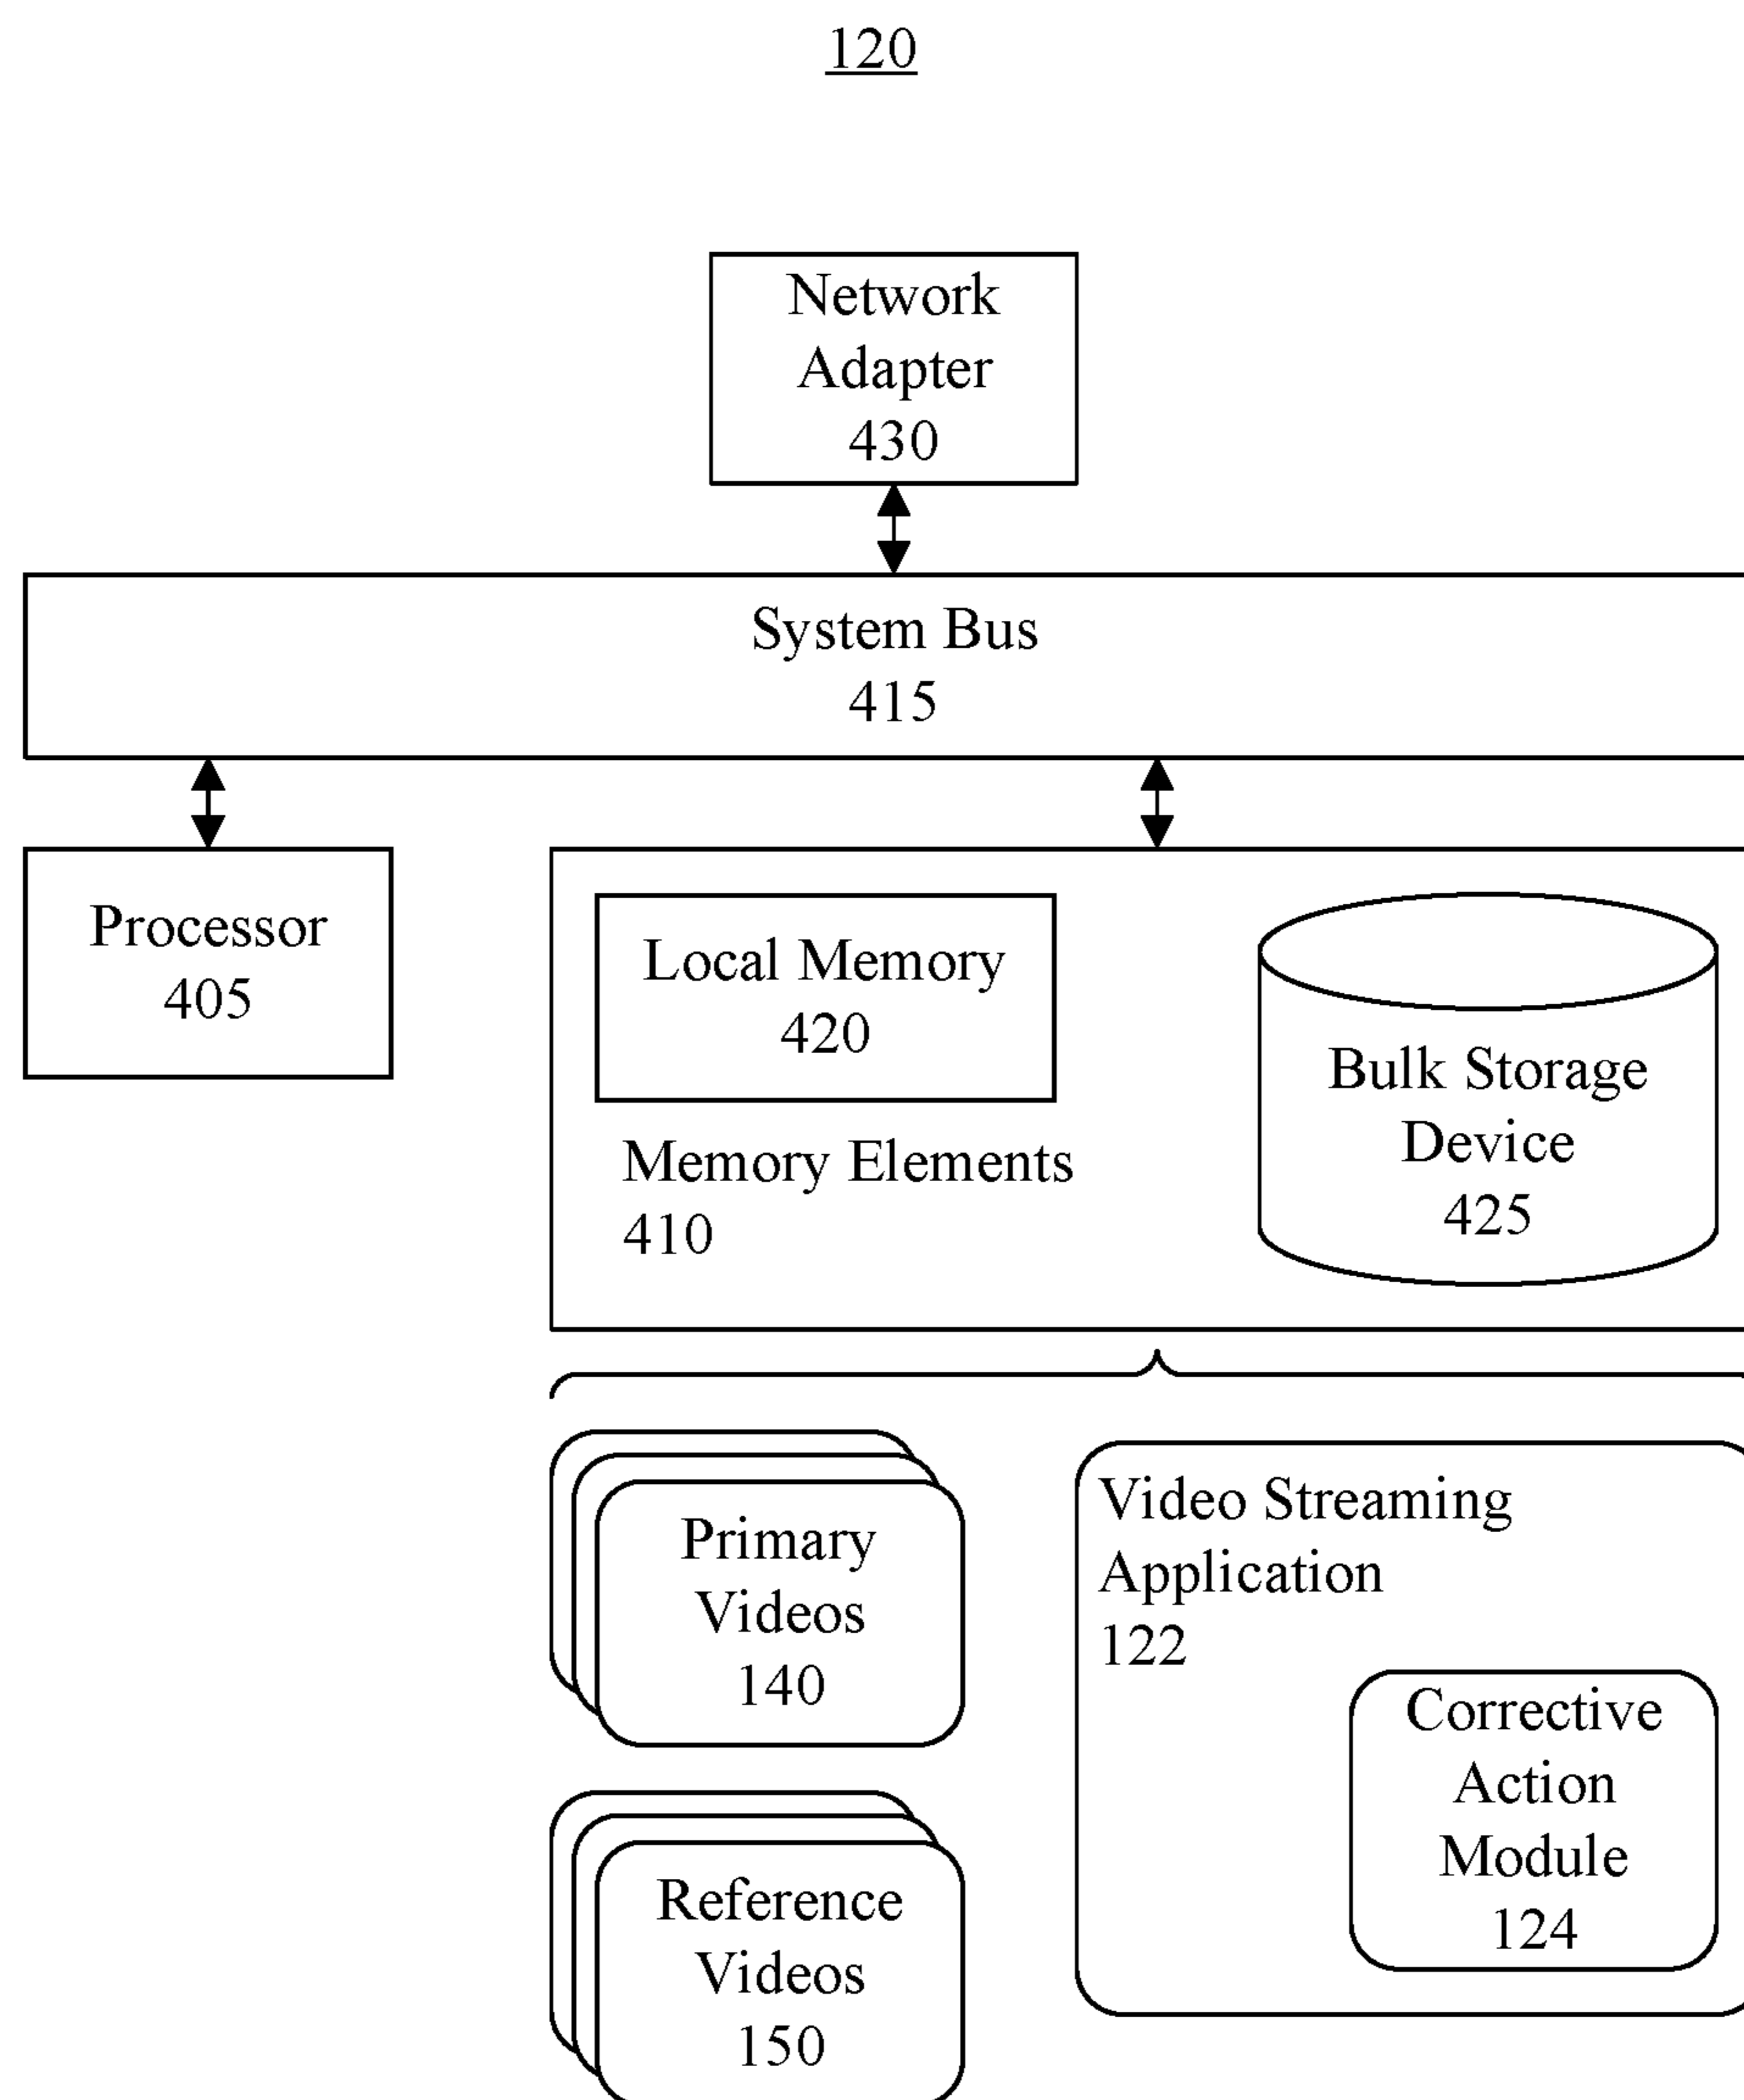 120
Network
Adapter
430
System Bus
415
Processor
405
Local Memory
420
Memory Elements
410
Bulk Storage
Device
425
Primary
Videos
140
Video Streaming
Application
122
Corrective
Action
Module
124
Reference
Videos
150